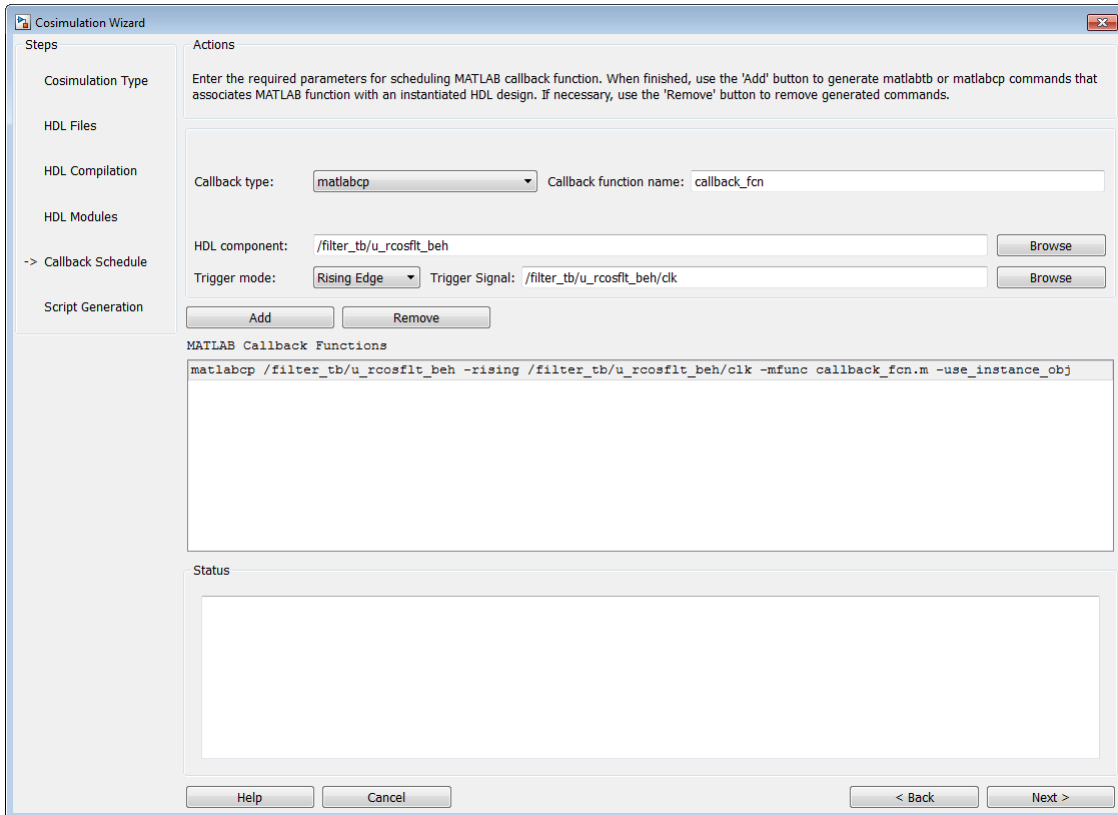 Cosimulation Wizard
Steps
Cosimulation Type
HDL Files
HDL Compilation
HDL Modules
-> Callback Schedule
Script Generation
Actions
Enter the required parameters for scheduling MATLAB callback function. When finished, use the 'Add' button to generate matlabtb or matlabcp commands that
associates MATLAB function with an instantiated HDL design. If necessary, use the 'Remove' button to remove generated commands.
Callback type: matlabcp Callback function name: callback_fcn
HDL component: /filter_tb/u_rcosflt_beh Browse
Trigger mode: Rising Edge Trigger Signal: /filter_tb/u_rcosflt_beh/clk Browse
Add Remove
MATLAB Callback Functions
matlabcp /filter_tb/u_rcosflt_beh -rising /filter_tb/u_rcosflt_beh/clk -mfunc callback_fcn.m -use_instance_obj
Status
Help Cancel < Back Next >